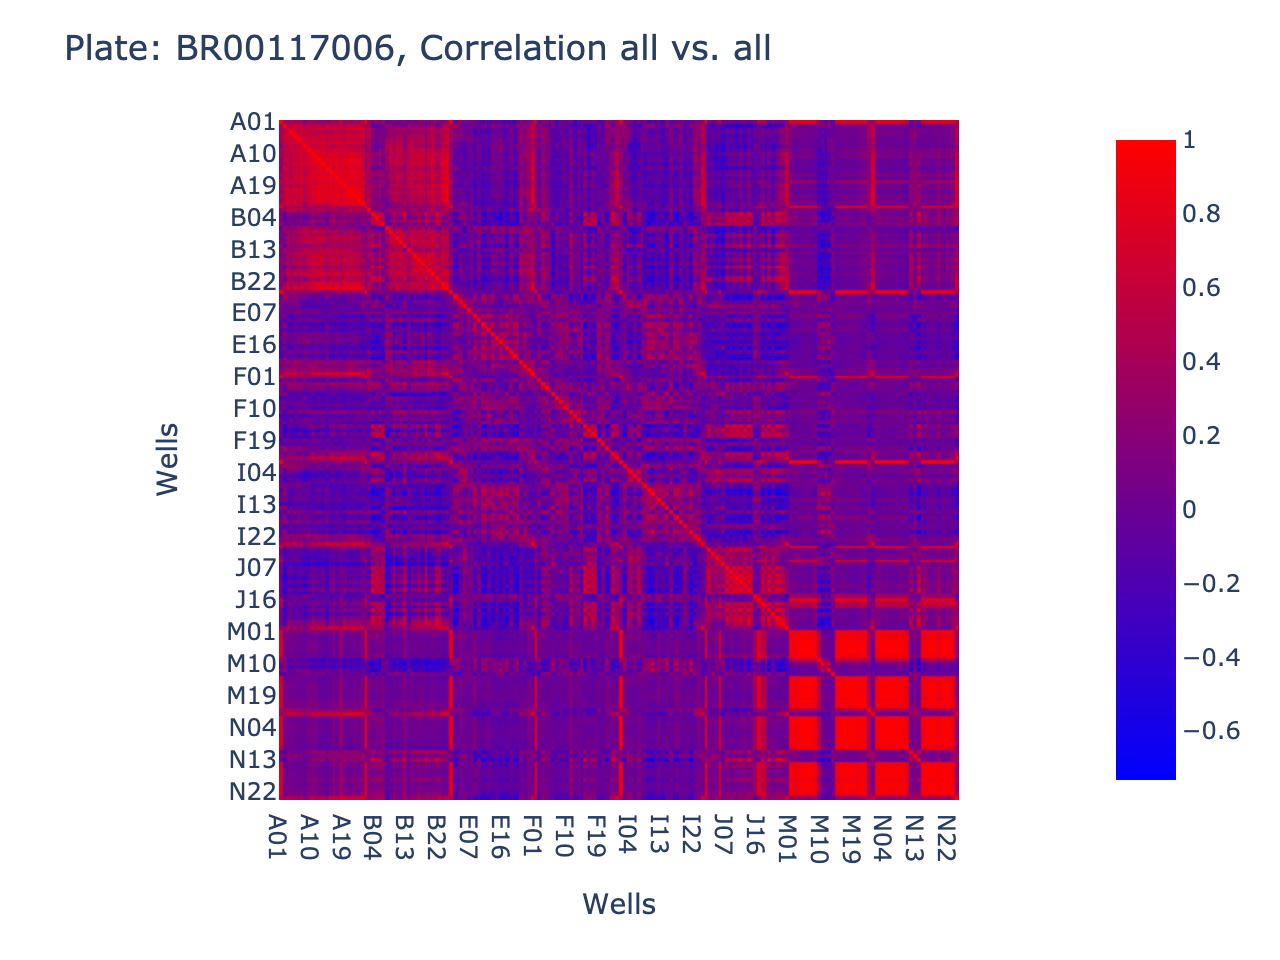 Plate: BR00117006, Correlation all vs. all
A01
A10
A19
B04
B13
B22
E07
E16
F01
F10
F19
I04
I13
I22
J07
J16
M01
M10
M19
N04
N13
N22
Wells
A01
A10
A19
B04
B13
B22
E07
E16
F01
F10
F19
I04
I13
I22
J07
J16
M01
M10
M19
N04
N13
N22
Wells
1
0.8
0.6
0.4
0.2
0
−0.2
−0.4
−0.6